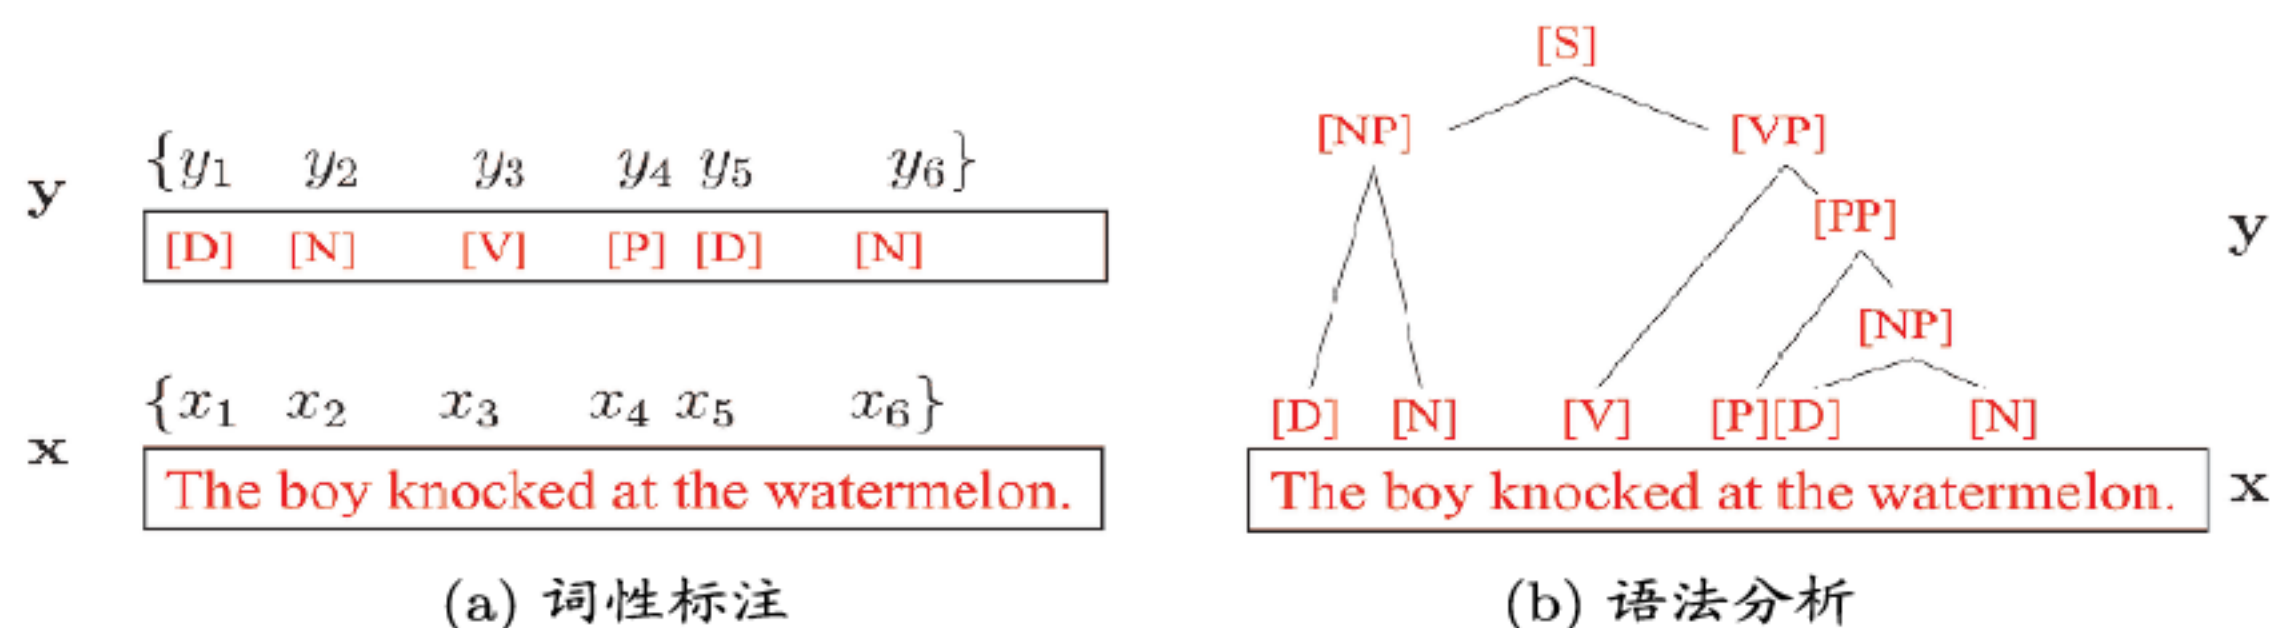 {y1 y2 y3 y4 y5 y6}
y
[D] [N] [V] [P] [D] [N]
{x1 x2 x3 x4 x5 x6}
x
The boy knocked at the watermelon.
(a) 词性标注
[S]
[NP] [VP]
[PP]
y
[NP]
[D] [N] [V] [P][D] [N]
The boy knocked at the watermelon.
x
(b) 语法分析